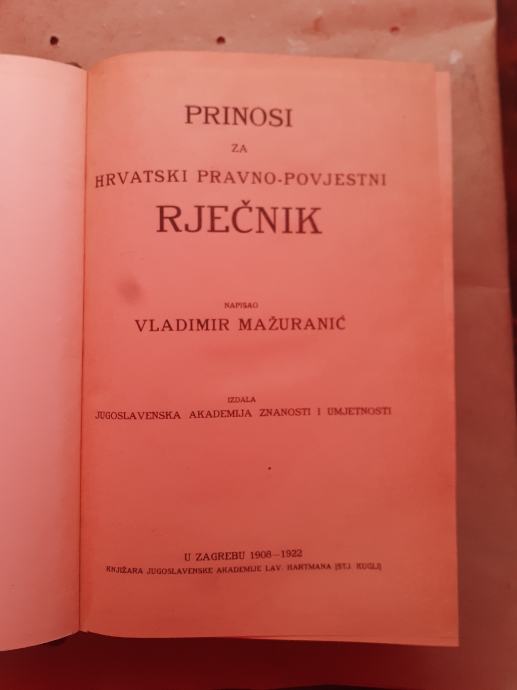 PRINOSI
ZA
HRVATSKI PRAVNO-POVJESTNI
RJEČNIK
NAPISAO
VLADIMIR MAŽURANIĆ
IZDALA
JUGOSLAVENSKA AKADEMIJA ZNANOSTI I UMJETNOSTI
U ZAGREBU 1908—1922
KNJIŽARA JUGOSLAVENSKE AKADEMIJE LAV. HARTMANA (STJ. KUGLI)